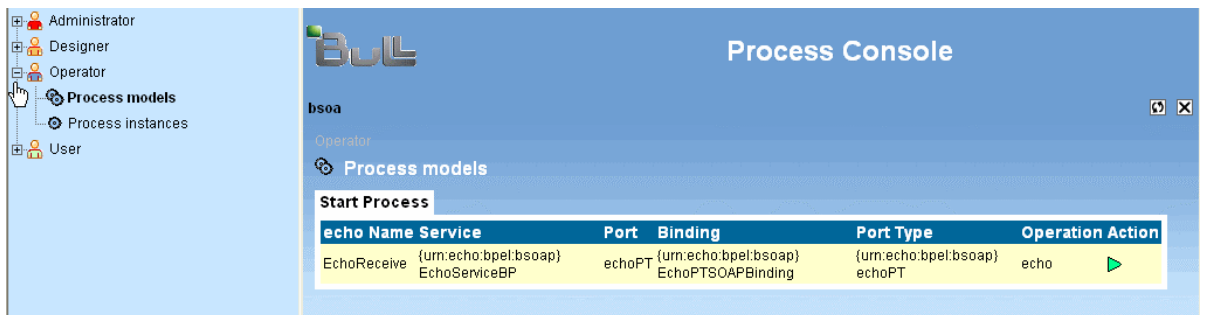 Administrator
Designer
Operator
Process models
Process instances
User
Bull
Process Console
bsoa
Operator
Process models
Start Process
echo Name Service Port Binding Port Type Operation Action
EchoReceive {urn:echo:bpel:bsoap} EchoServiceBP echoPT {urn:echo:bpel:bsoap} EchoPTSOAPBinding {urn:echo:bpel:bsoap} echoPT echo